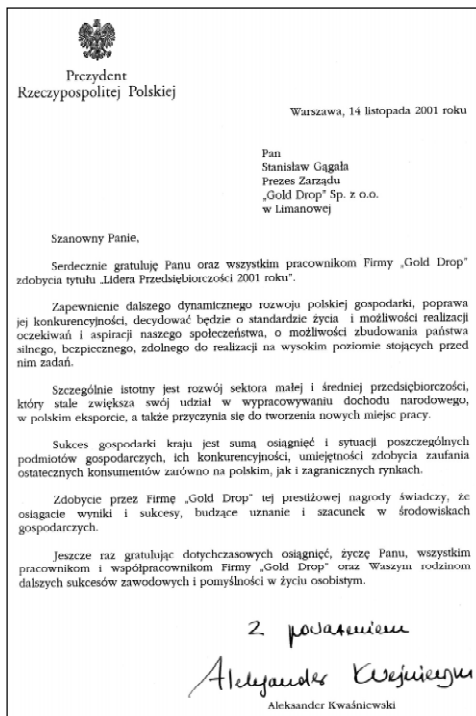 Prezydent
Rzeczypospolitej Polskiej
Warszawa, 14 listopada 2001 roku
Pan
Stanisław Gągała
Prezes Zarządu
„Gold Drop" Sp. z o.o.
w Limanowej
Szanowny Panie,
Serdecznie gratuluję Panu oraz wszystkim pracownikom Firmy „Gold Drop"
zdobycia tytułu „Lidera Przedsiębiorczości 2001 roku".
Zapewnienie dalszego dynamicznego rozwoju polskiej gospodarki, poprawa
jej konkurencyjności, decydować będzie o standardzie życia i możliwości realizacji
oczekiwań i aspiracji naszego społeczeństwa, o możliwości zbudowania państwa
silnego, bezpiecznego, zdolnego do realizacji na wysokim poziomie stojących przed
nim zadań.
Szczególnie istotny jest rozwój sektora małej i średniej przedsiębiorczości,
który stale zwiększa swój udział w wypracowywaniu dochodu narodowego,
w polskim eksporcie, a także przyczynia się do tworzenia nowych miejsc pracy.
Sukces gospodarki kraju jest sumą osiągnięć i sytuacji poszczególnych
podmiotów gospodarczych, ich konkurencyjności, umiejętności zdobycia zaufania
ostatecznych konsumentów zarówno na polskim, jak i zagranicznych rynkach.
Zdobycie przez Firmę „Gold Drop" tej prestiżowej nagrody świadczy, że
osiągacie wyniki i sukcesy, budzące uznanie i szacunek w środowiskach
gospodarczych.
Jeszcze raz gratulując dotychczasowych osiągnięć, życzę Panu, wszystkim
pracownikom i współpracownikom Firmy „Gold Drop" oraz Waszym rodzinom
dalszych sukcesów zawodowych i pomyślności w życiu osobistym.
Z poważaniem
Aleksander Kwaśniewski
Aleksander Kwaśniewski